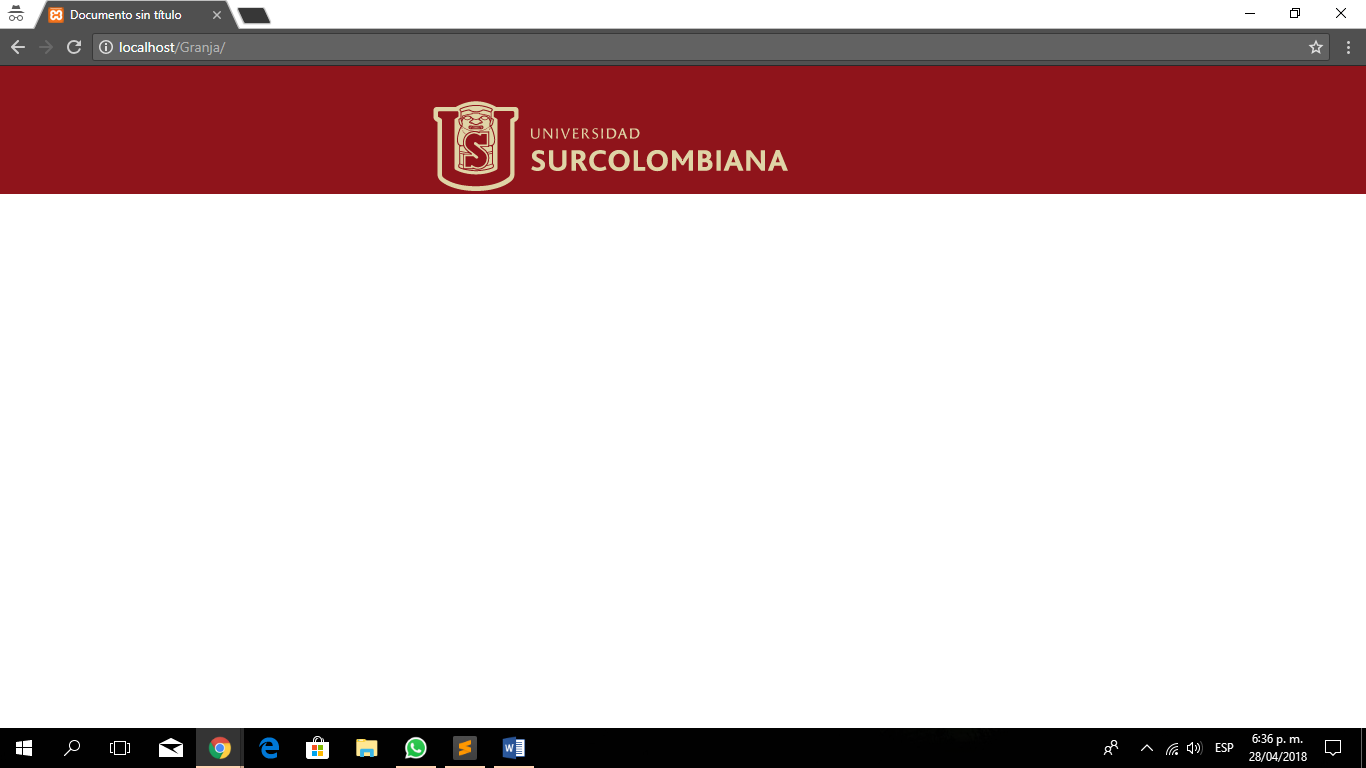 Documento sin título
localhost/Granja/
S
UNIVERSIDAD
SURCOLOMBIANA
ESP
6:36 p. m.
28/04/2018